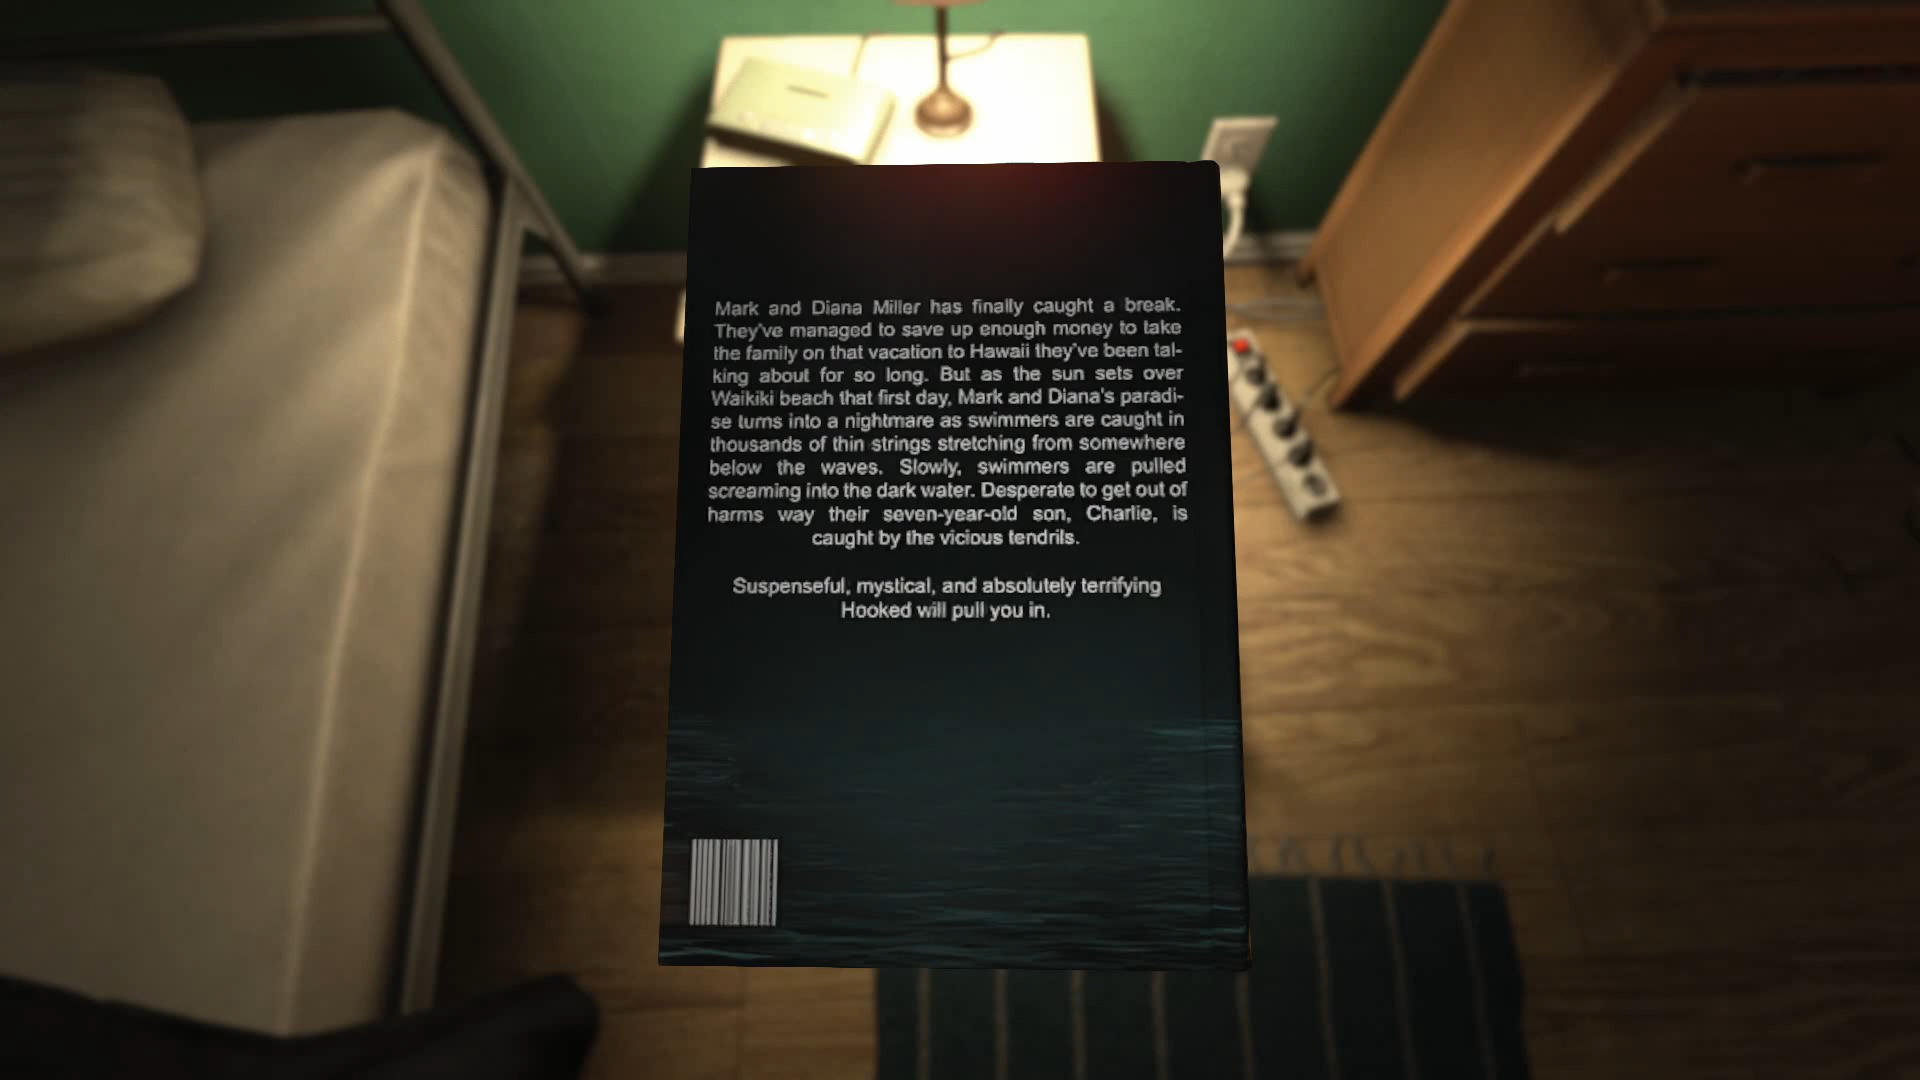 Mark and Diana Miller has finally caught a break.
They've managed to save up enough money to take
the family on that vacation to Hawaii they've been tal-
king about for so long. But as the sun sets over
Waikiki beach that first day, Mark and Diana's paradi-
se turns into a nightmare as swimmers are caught in
thousands of thin strings stretching from somewhere
below the waves. Slowly, swimmers are pulled
screaming into the dark water. Desperate to get out of
harms way their seven-year-old son, Charlie, is
caught by the vicious tendrils.
Suspenseful, mystical, and absolutely terrifying
Hooked will pull you in.